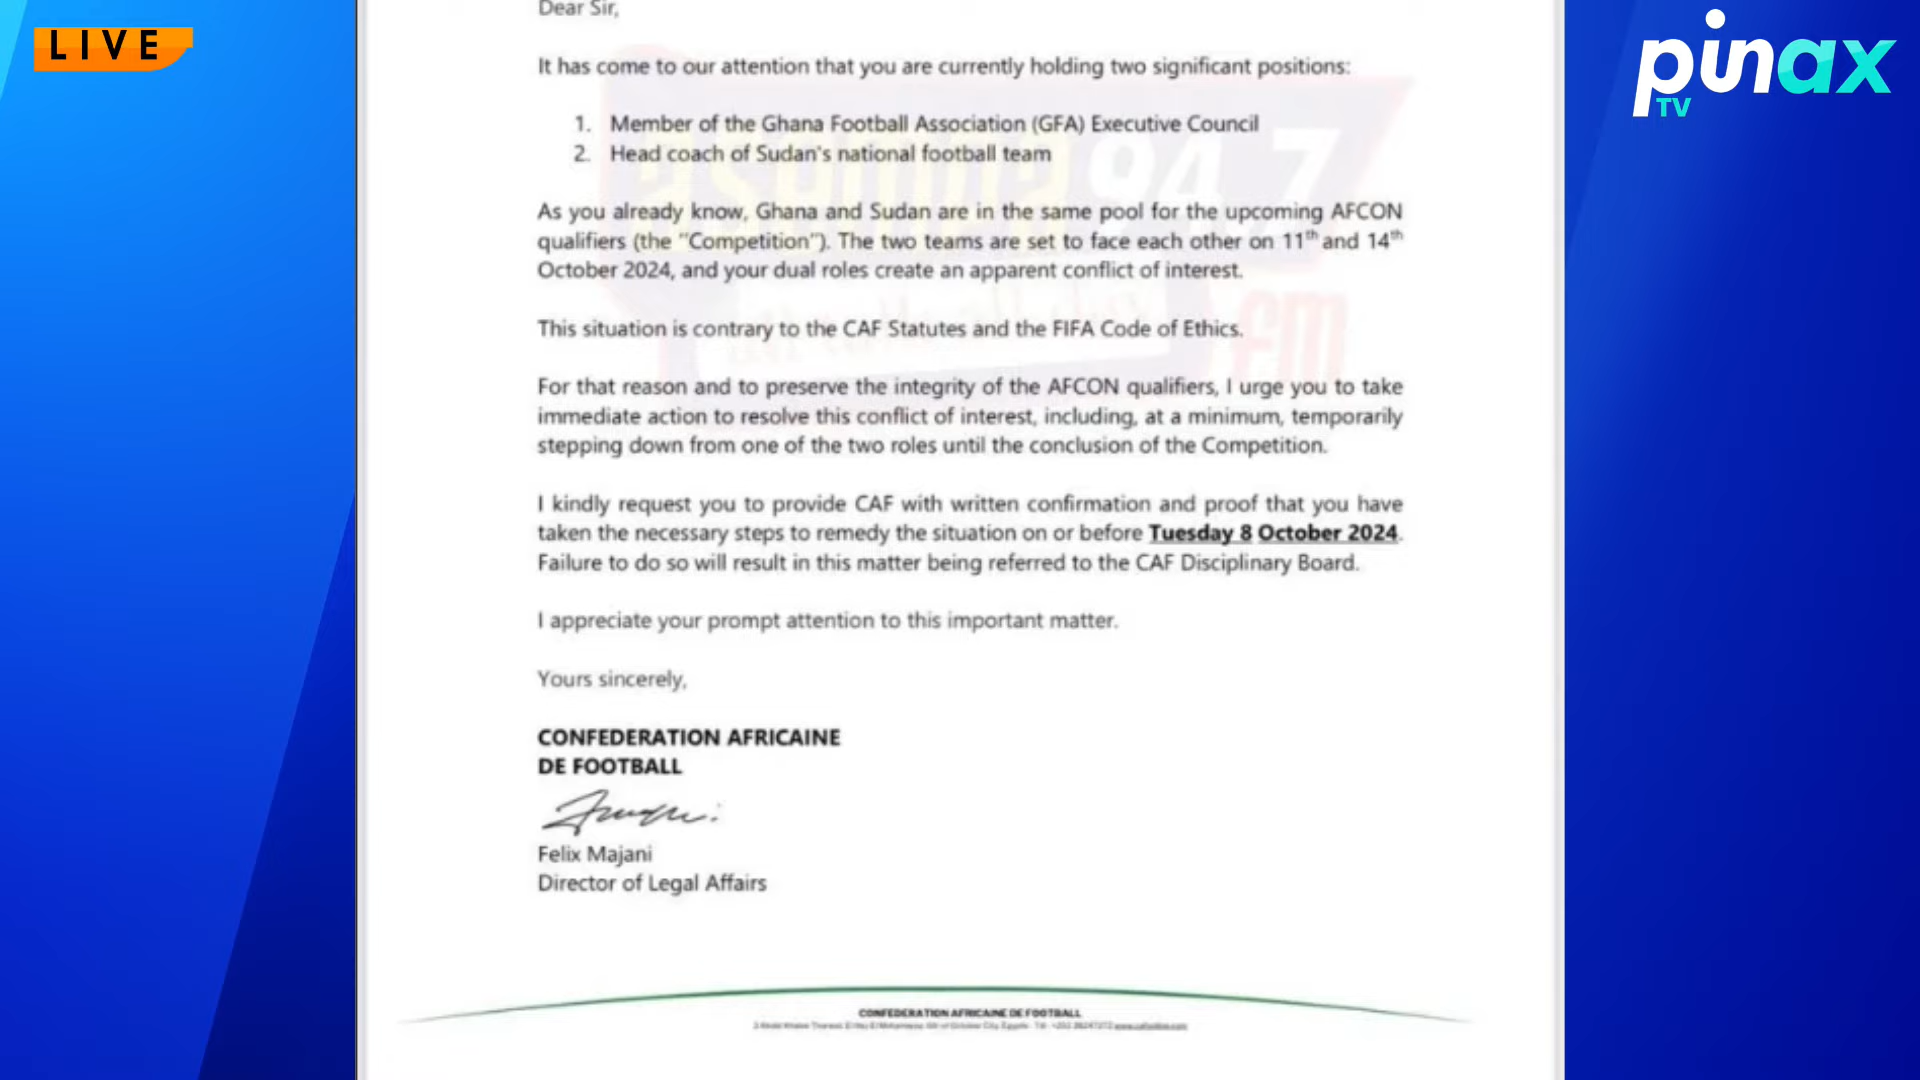 LIVE
pinax
TV
Dear Sir,
It has come to our attention that you are currently holding two significant positions:
1. Member of the Ghana Football Association (GFA) Executive Council
2. Head coach of Sudan's national football team
As you already know, Ghana and Sudan are in the same pool for the upcoming AFCON
qualifiers (the "Competition"). The two teams are set to face each other on 11th and 14th
October 2024, and your dual roles create an apparent conflict of interest.
This situation is contrary to the CAF Statutes and the FIFA Code of Ethics.
For that reason and to preserve the integrity of the AFCON qualifiers, I urge you to take
immediate action to resolve this conflict of interest, including, at a minimum, temporarily
stepping down from one of the two roles until the conclusion of the Competition.
I kindly request you to provide CAF with written confirmation and proof that you have
taken the necessary steps to remedy the situation on or before Tuesday 8 October 2024.
Failure to do so will result in this matter being referred to the CAF Disciplinary Board.
I appreciate your prompt attention to this important matter.
Yours sincerely,
CONFEDERATION AFRICAINE
DE FOOTBALL
Felix Majani
Director of Legal Affairs
94.7
fm
CONFEDERATION AFRICAINE DE FOOTBALL